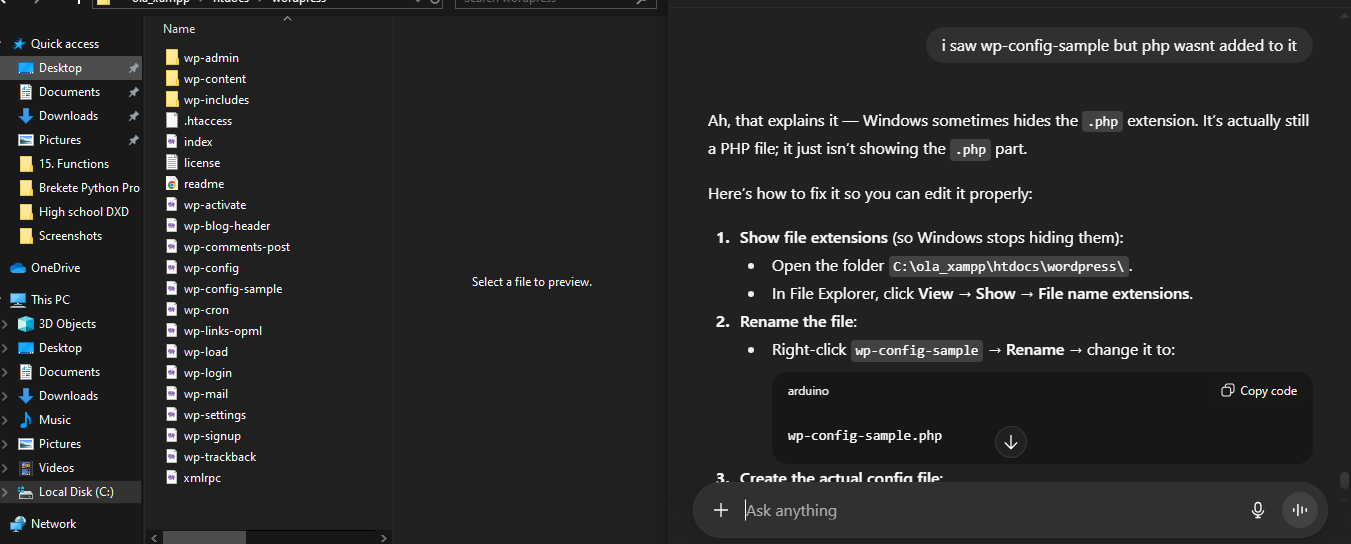 ola_xampp > htdocs > wordpress
Search wordpress
Name
Quick access
Desktop
Documents
Downloads
Pictures
15. Functions
Brekete Python Pro
High school DXD
Screenshots
OneDrive
This PC
3D Objects
Desktop
Documents
Downloads
Music
Pictures
Videos
Local Disk (C:)
Network
wp-admin
wp-content
wp-includes
.htaccess
index
license
readme
wp-activate
wp-blog-header
wp-comments-post
wp-config
wp-config-sample
wp-cron
wp-links-opml
wp-load
wp-login
wp-mail
wp-settings
wp-signup
wp-trackback
xmlrpc
Select a file to preview.
i saw wp-config-sample but php wasnt added to it
Ah, that explains it — Windows sometimes hides the .php extension. It’s actually still
a PHP file; it just isn’t showing the .php part.
Here’s how to fix it so you can edit it properly:
1. Show file extensions (so Windows stops hiding them):
• Open the folder C:\ola_xampp\htdocs\wordpress\.
• In File Explorer, click View → Show → File name extensions.
2. Rename the file:
• Right-click wp-config-sample → Rename → change it to:
arduino
Copy code
wp-config-sample.php
3. Create the actual config file:
Ask anything